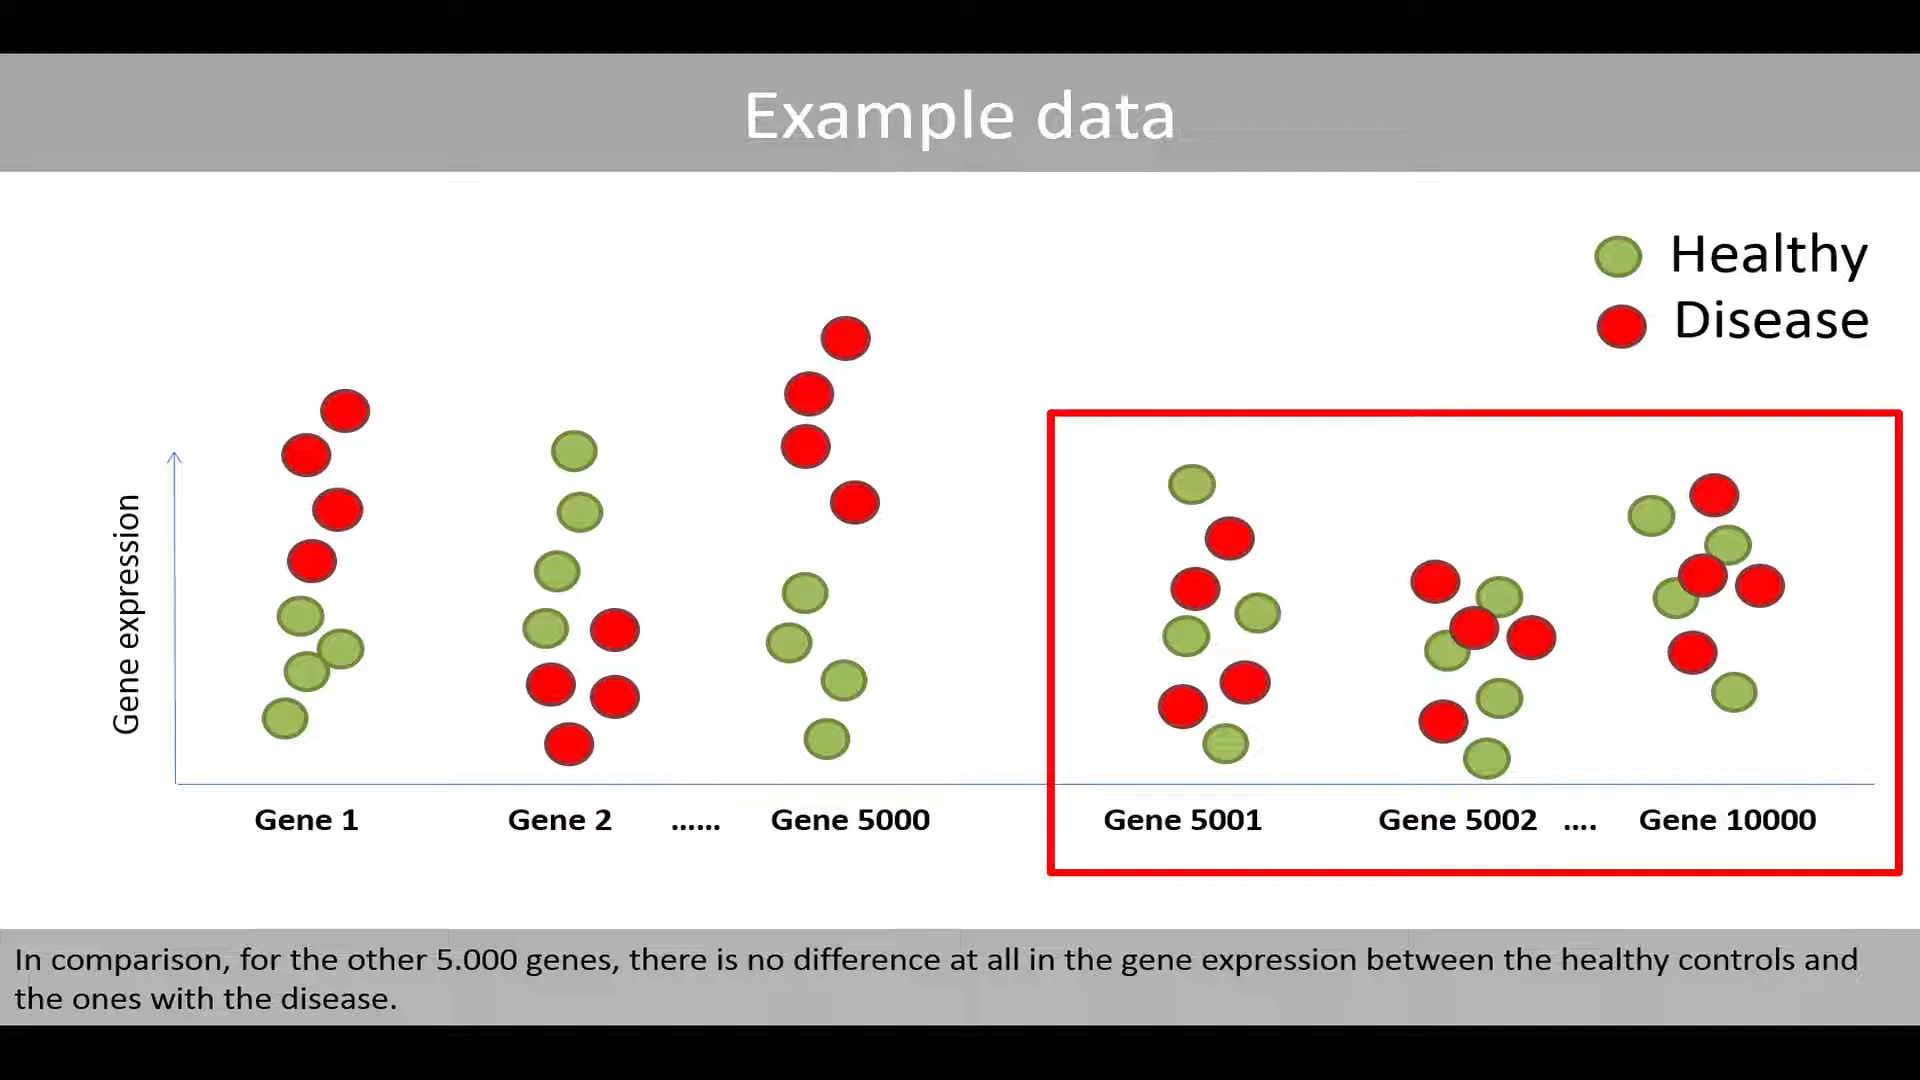 Example data
Healthy
Disease
Gene expression
Gene 1
Gene 2
......
Gene 5000
Gene 5001
Gene 5002
....
Gene 10000
In comparison, for the other 5.000 genes, there is no difference at all in the gene expression between the healthy controls and
the ones with the disease.